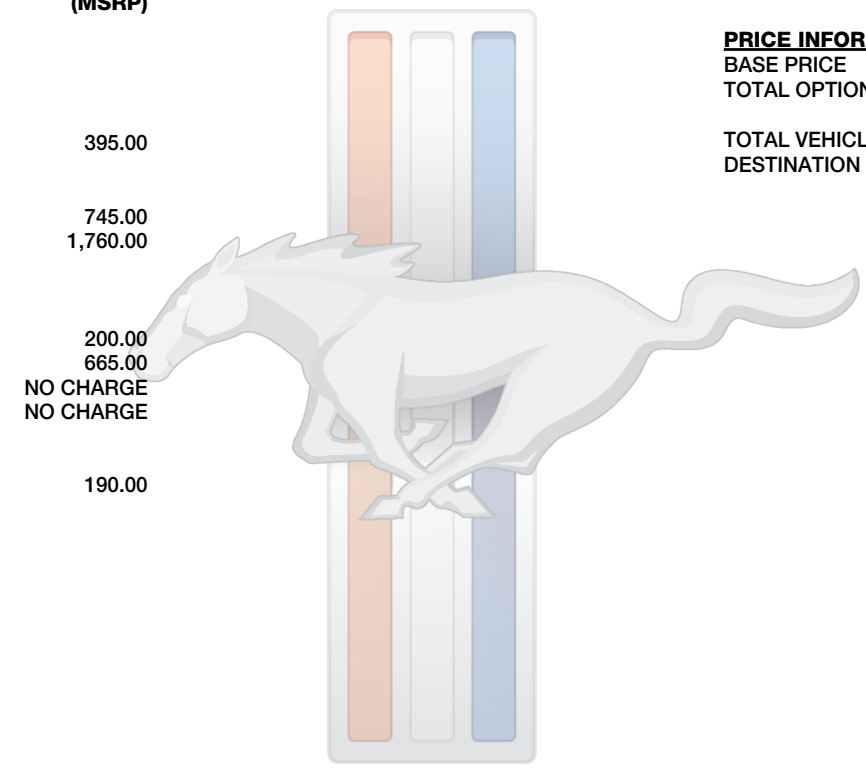 (MSRP)
395.00
745.00
1,760.00
200.00
665.00
NO CHARGE
NO CHARGE
190.00
PRICE INFOR
BASE PRICE
TOTAL OPTION
TOTAL VEHICL
DESTINATION